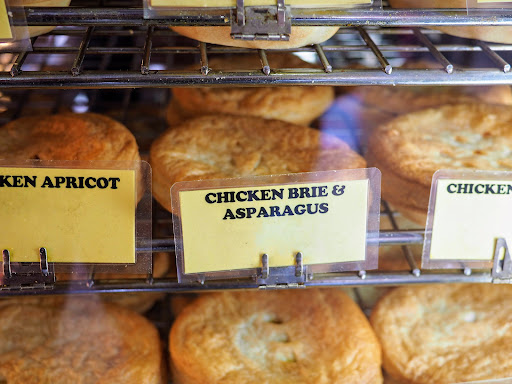 KEN APRICOT
CHICKEN BRIE &
ASPARAGUS
CHICKEN